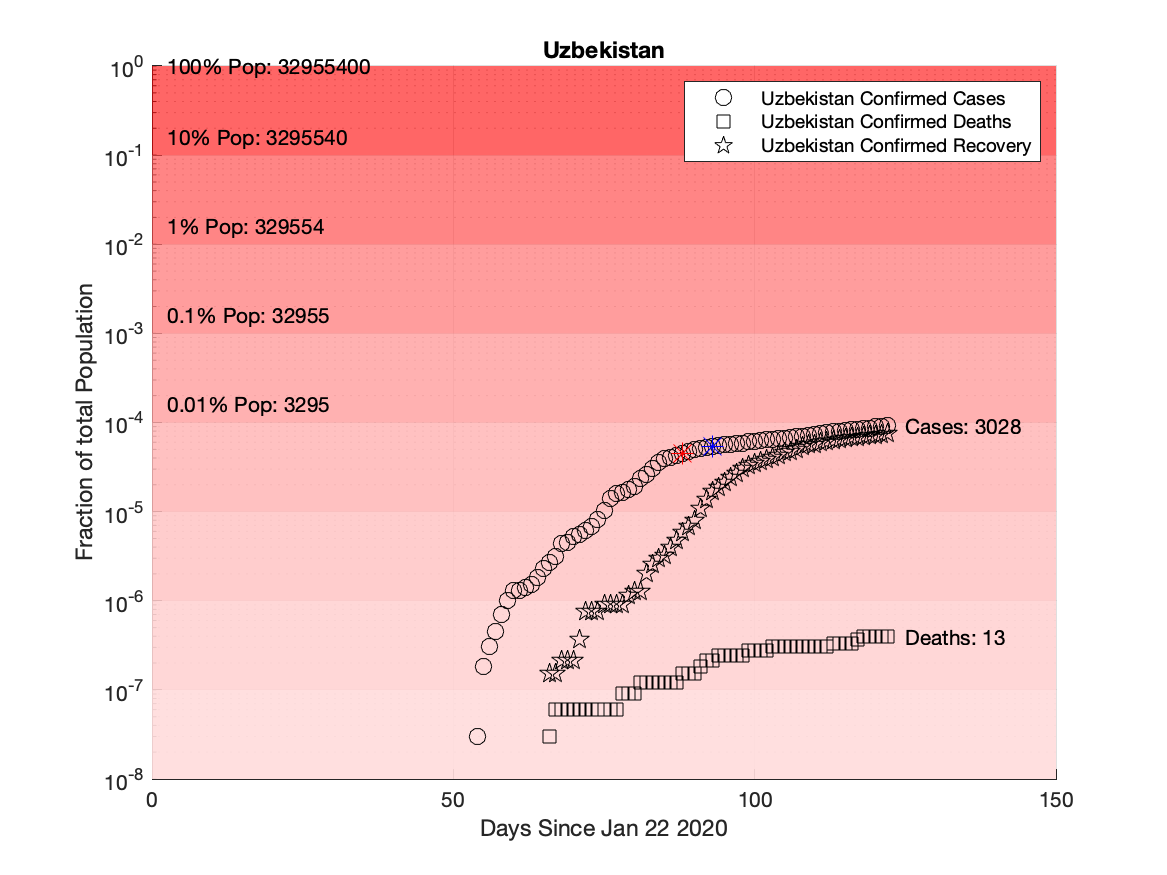 Uzbekistan
10^0
100% Pop: 32955400
Uzbekistan Confirmed Cases
Uzbekistan Confirmed Deaths
Uzbekistan Confirmed Recovery
10% Pop: 3295540
10^-1
1% Pop: 329554
10^-2
0.1% Pop: 32955
10^-3
0.01% Pop: 3295
10^-4
Cases: 3028
10^-5
10^-6
Deaths: 13
10^-7
10^-8
Fraction of total Population
0 50 100 150
Days Since Jan 22 2020